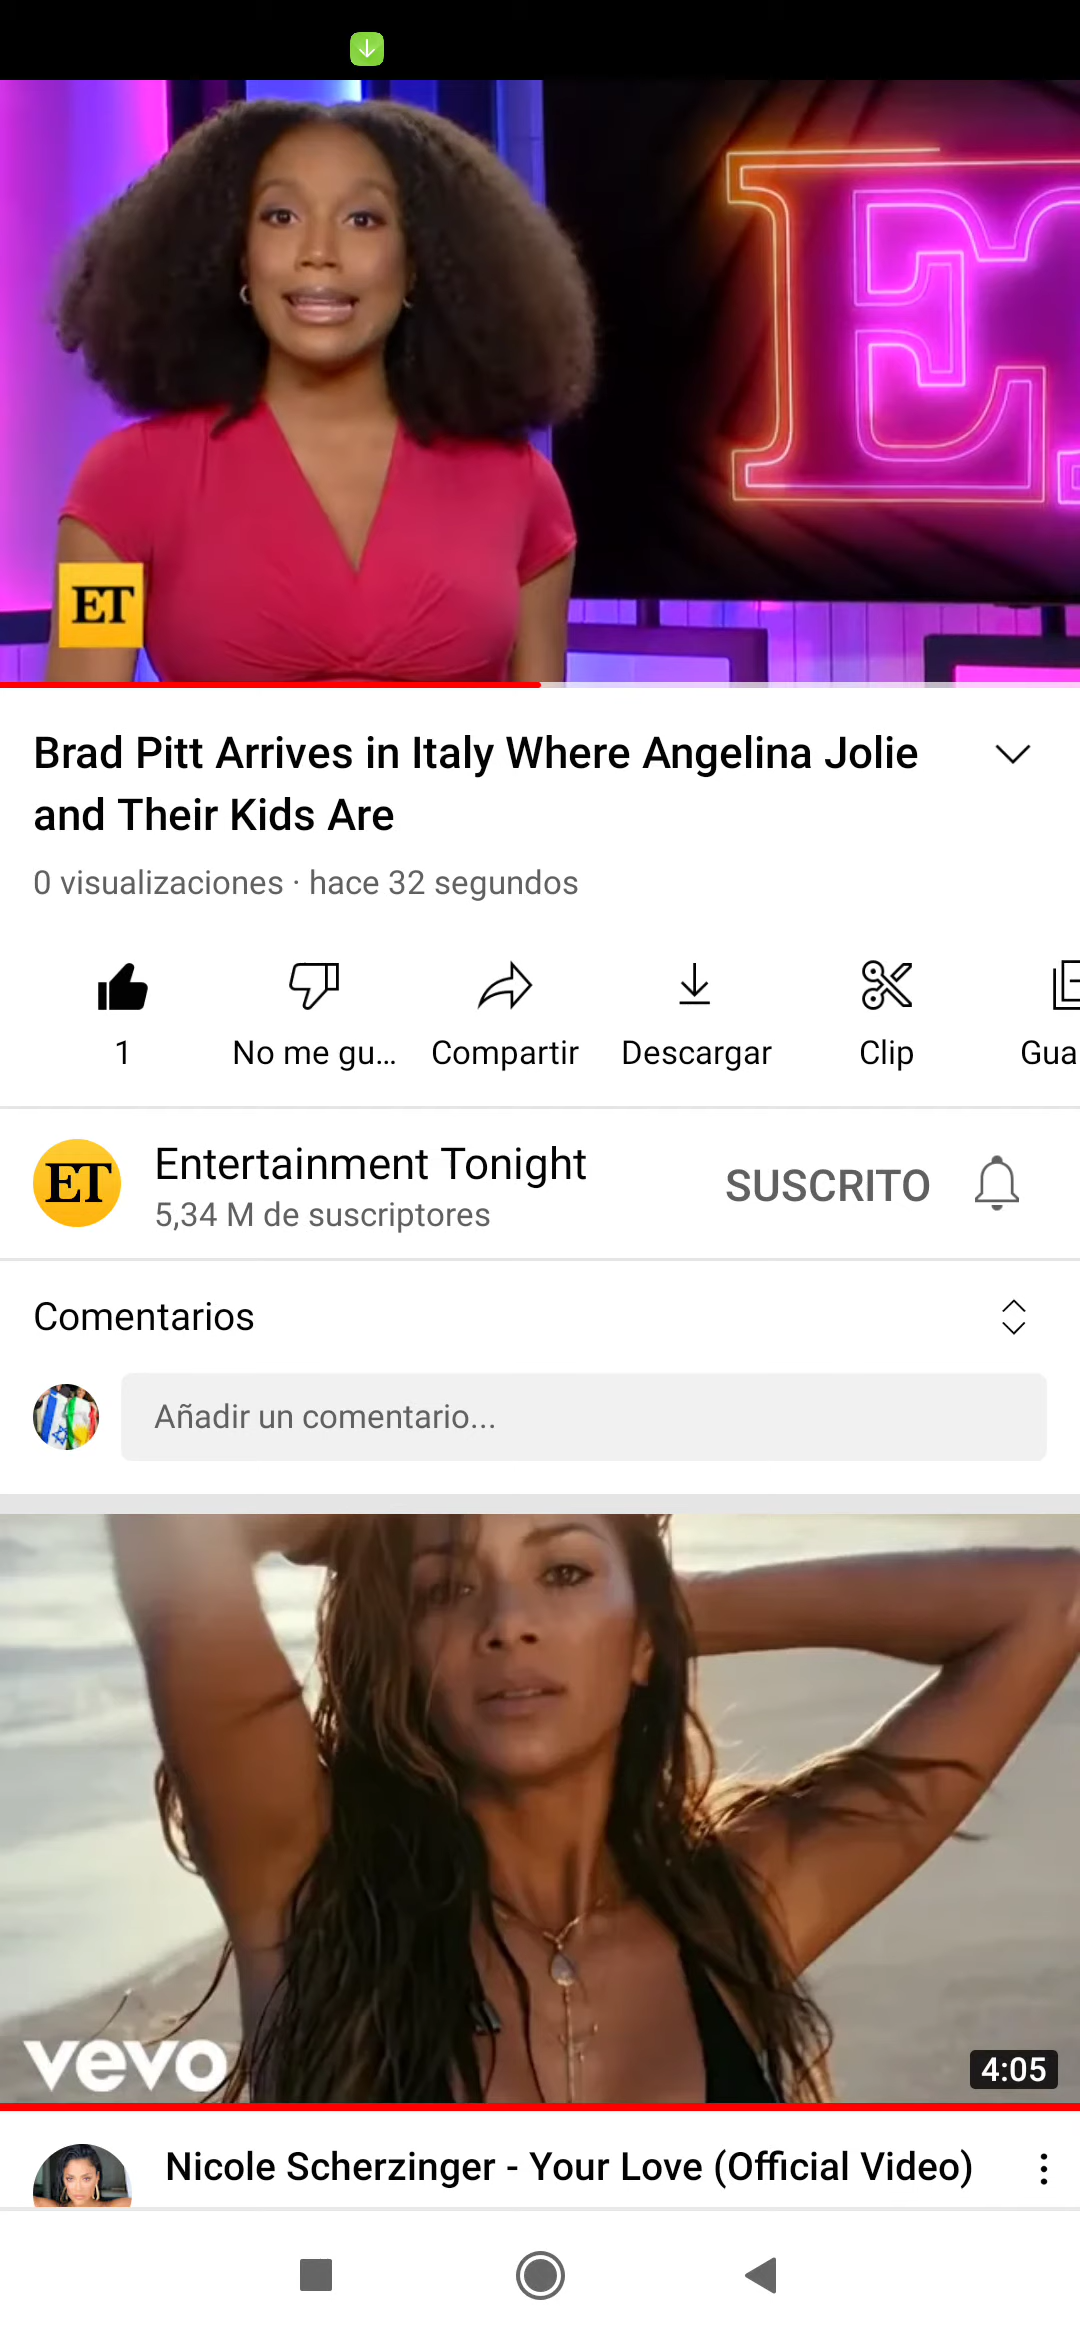 ET
Brad Pitt Arrives in Italy Where Angelina Jolie
and Their Kids Are
0 visualizaciones · hace 32 segundos
1
No me gu...
Compartir
Descargar
Clip
Gua
ET
Entertainment Tonight
5,34 M de suscriptores
SUSCRITO
Comentarios
Añadir un comentario...
vevo
4:05
Nicole Scherzinger - Your Love (Official Video)